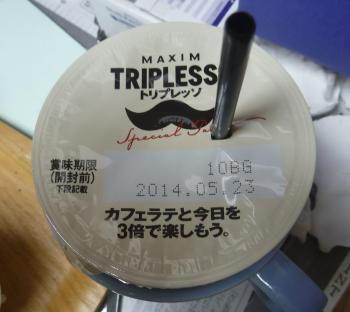 MAXIM
TRIPLESS
トリプレッソ
Special
賞味期限
(開封前)
下段記載
10BG
2014.05.23
カフェラテと今日を
3倍で楽しもう。